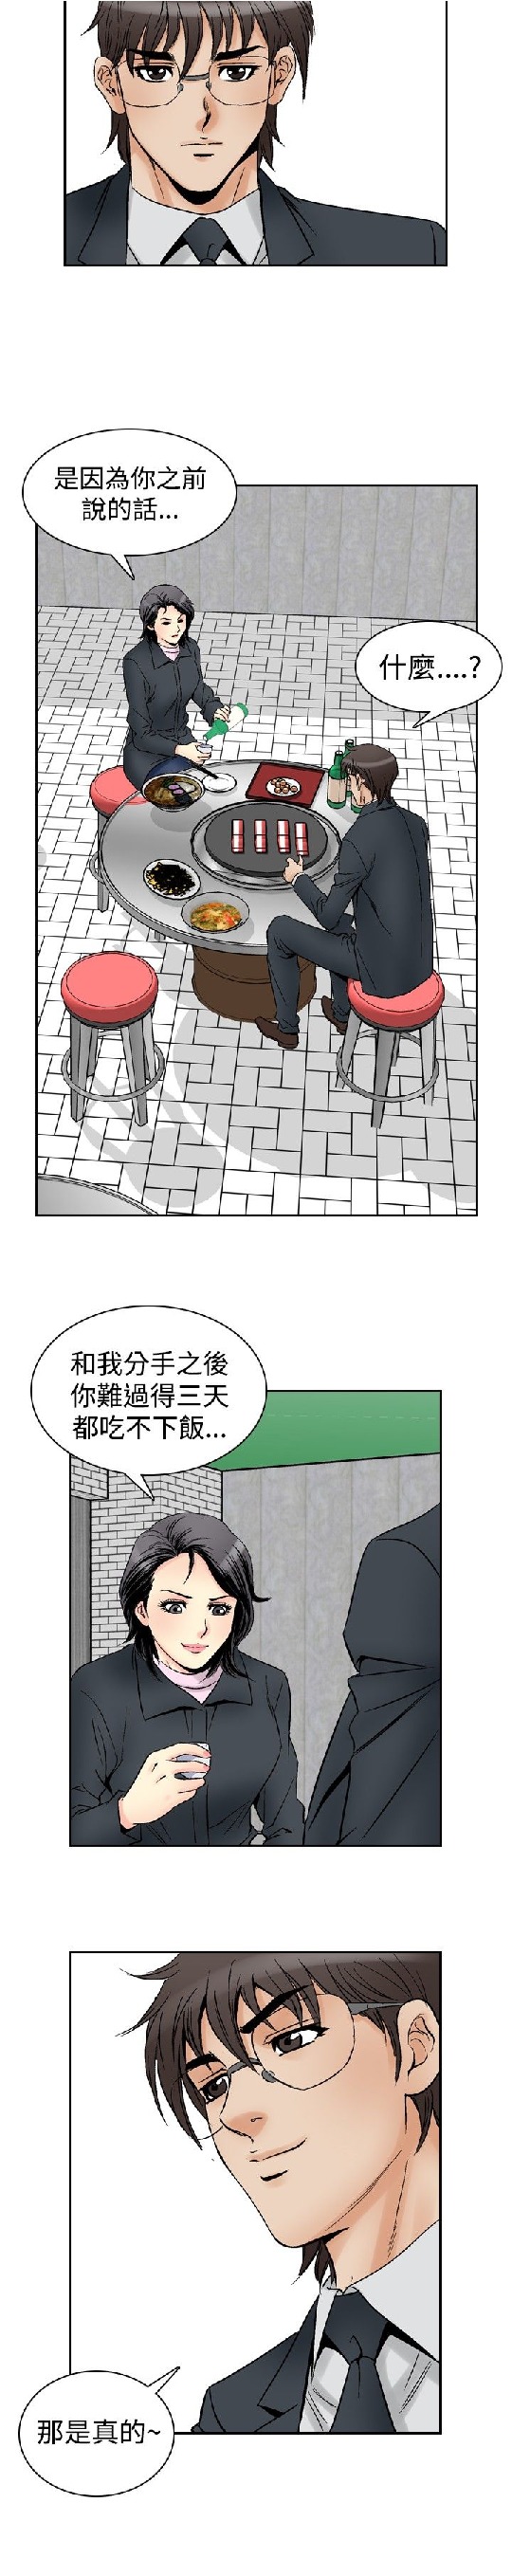 是因為你之前
說的話...
什麼....?
和我分手之後
你難過得三天
都吃不下飯...
那是真的~